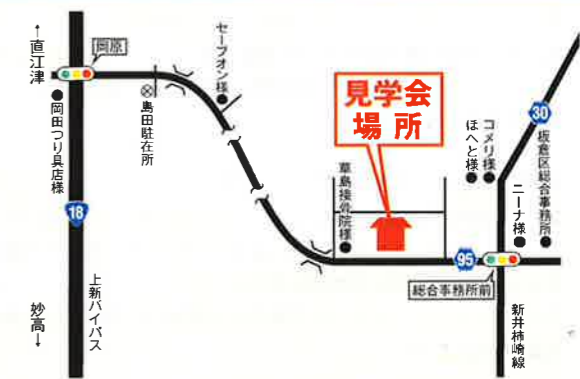 ↑直江津
岡原
岡田つり具店様
18
上新バイパス
妙高↓
島田駐在所
セーブオン様
見学会
場所
草島接骨院様
95
総合事務所前
ほへと様
コメリ様
30
板倉区総合事務所
ニーナ様
新井柿崎線